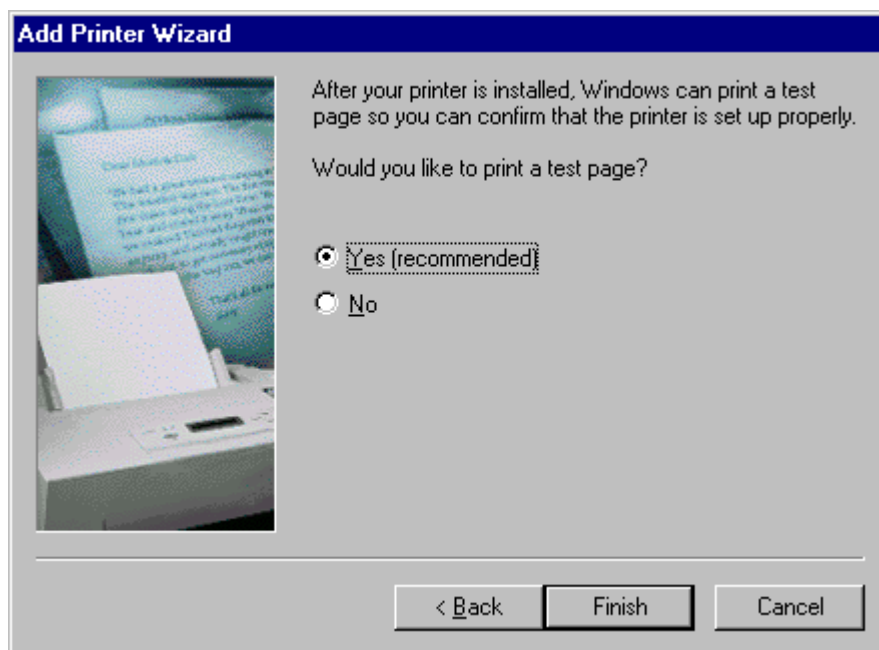 Add Printer Wizard
After your printer is installed, Windows can print a test
page so you can confirm that the printer is set up properly.
Would you like to print a test page?
Yes (recommended)
No
< Back
Finish
Cancel